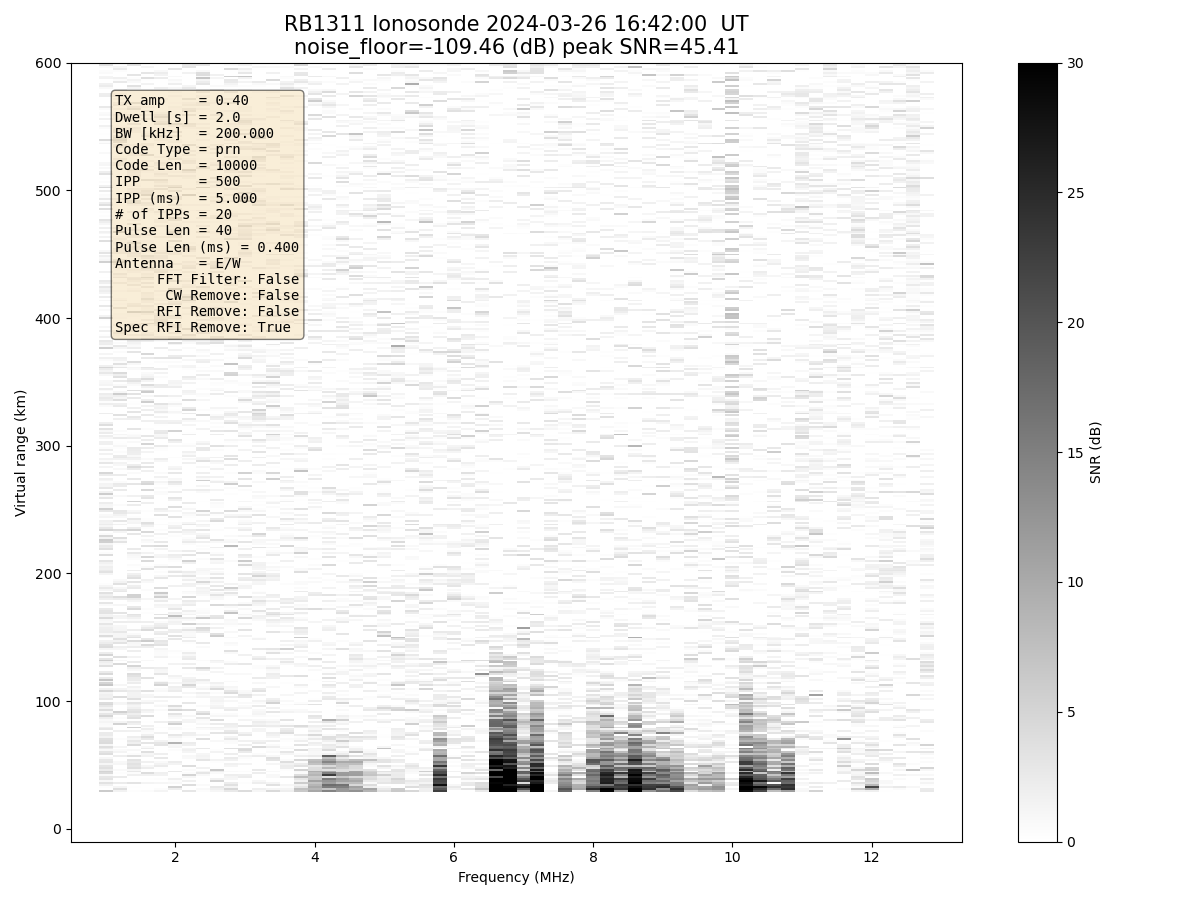 RB1311 Ionosonde 2024-03-26 16:42:00  UT
noise_floor=-109.46 (dB) peak SNR=45.41
TX amp    = 0.40
Dwell [s] = 2.0
BW [kHz]  = 200.000
Code Type = prn
Code Len  = 10000
IPP       = 500
IPP (ms)  = 5.000
# of IPPs = 20
Pulse Len = 40
Pulse Len (ms) = 0.400
Antenna   = E/W
FFT Filter: False
CW Remove: False
RFI Remove: False
Spec RFI Remove: True
Virtual range (km)
600
500
400
300
200
100
0
2 4 6 8 10 12
Frequency (MHz)
30
25
20
15
10
5
0
SNR (dB)